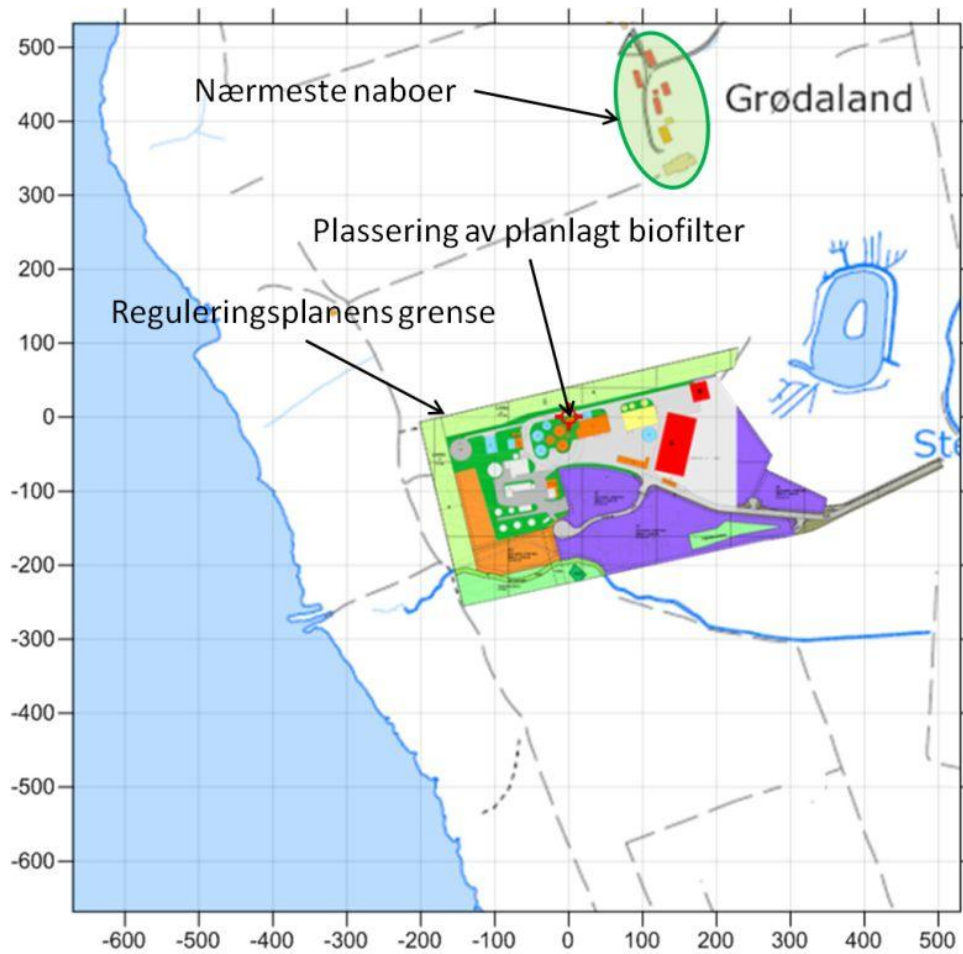 500
Nærmeste naboer
Grødaland
400
300
Plassering av planlagt biofilter
200
Reguleringsplanens grense
100
0
Ste
-100
-200
-300
-400
-500
-600
-600 -500 -400 -300 -200 -100 0 100 200 300 400 500